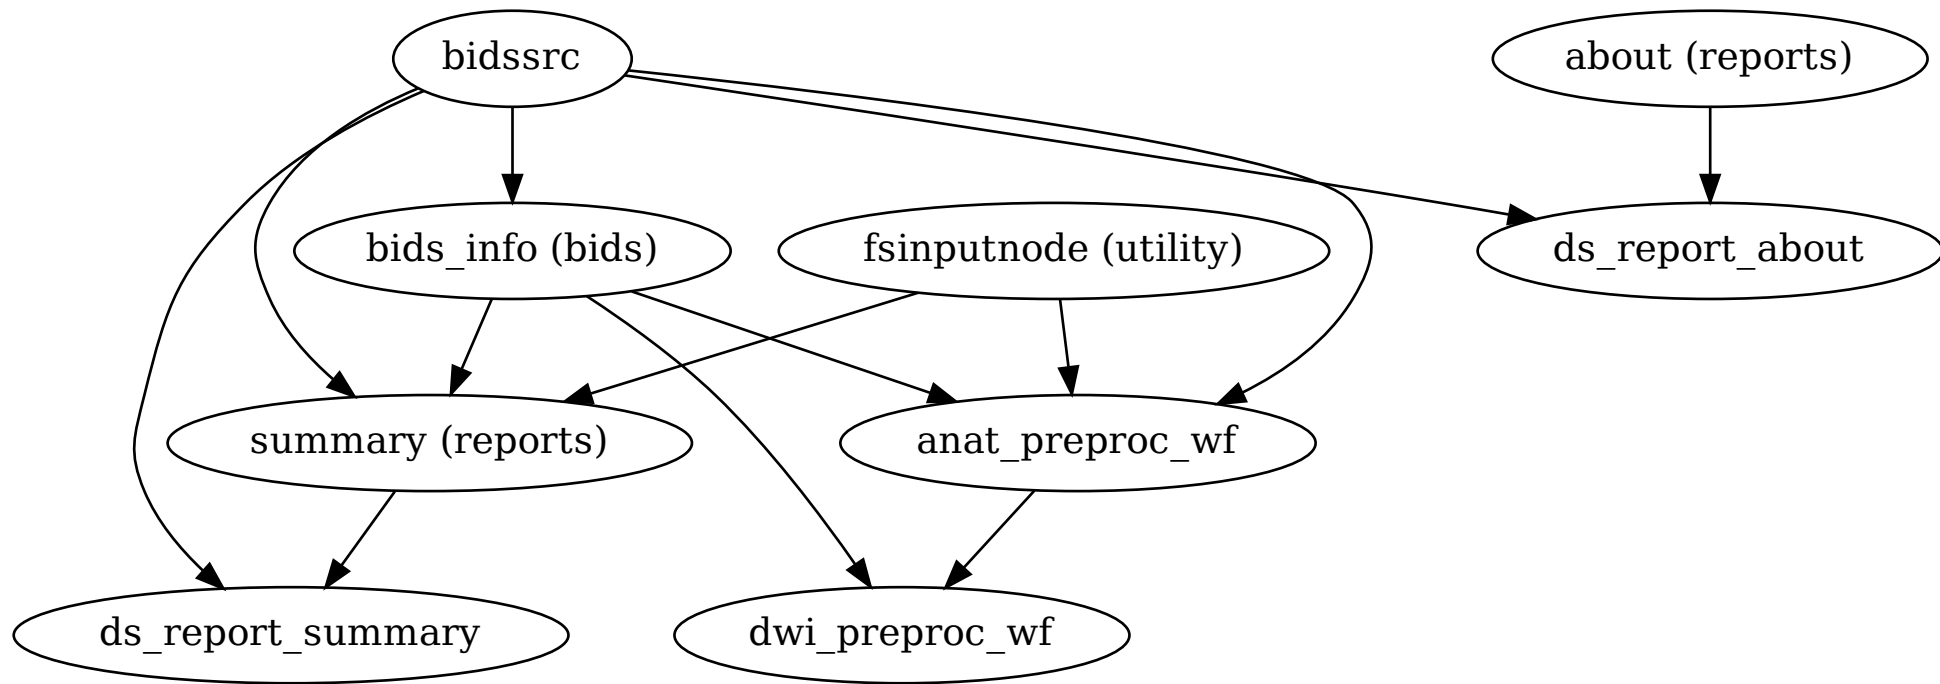 bidssrc
about (reports)
bids_info (bids)
fsinputnode (utility)
ds_report_about
summary (reports)
anat_preproc_wf
ds_report_summary
dwi_preproc_wf